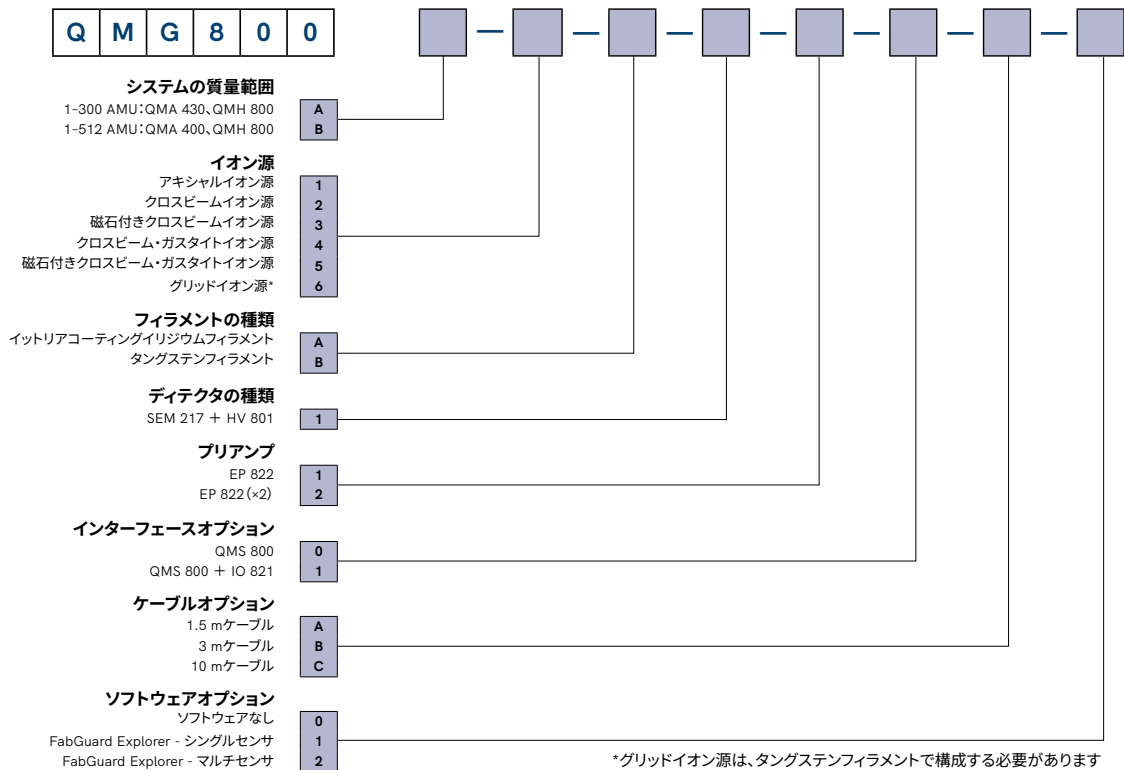 QMG800
システムの質量範囲
1-300 AMU：QMA 430、QMH 800 A
1-512 AMU：QMA 400、QMH 800 B
イオン源
アキシャルイオン源 1
クロスビームイオン源 2
磁石付きクロスビームイオン源 3
クロスビーム・ガスタイトイオン源 4
磁石付きクロスビーム・ガスタイトイオン源 5
グリッドイオン源* 6
フィラメントの種類
イットリアコーティングイリジウムフィラメント A
タングステンフィラメント B
ディテクタの種類
SEM 217 ＋ HV 801 1
プリアンプ
EP 822 1
EP 822（×2） 2
インターフェースオプション
QMS 800 0
QMS 800 ＋ IO 821 1
ケーブルオプション
1.5 mケーブル A
3 mケーブル B
10 mケーブル C
ソフトウェアオプション
ソフトウェアなし 0
FabGuard Explorer - シングルセンサ 1
FabGuard Explorer - マルチセンサ 2
*グリッドイオン源は、タングステンフィラメントで構成する必要があります